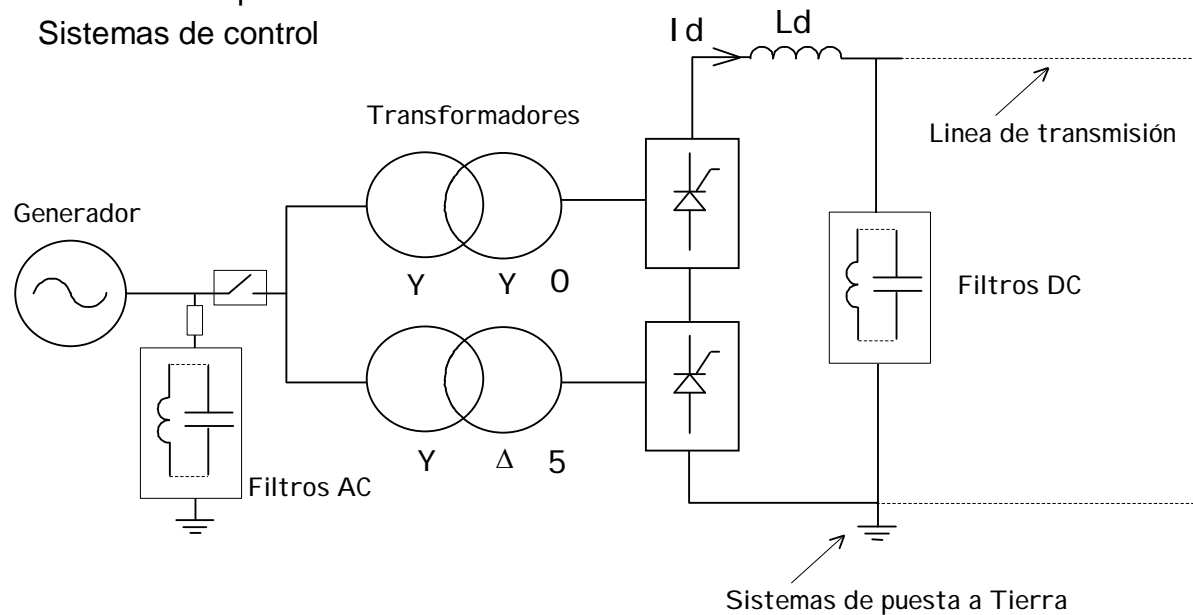 Sistemas de control
Id
Ld
Transformadores
Linea de transmisión
Generador
Y Y 0
Filtros DC
Y Δ 5
Filtros AC
Sistemas de puesta a Tierra